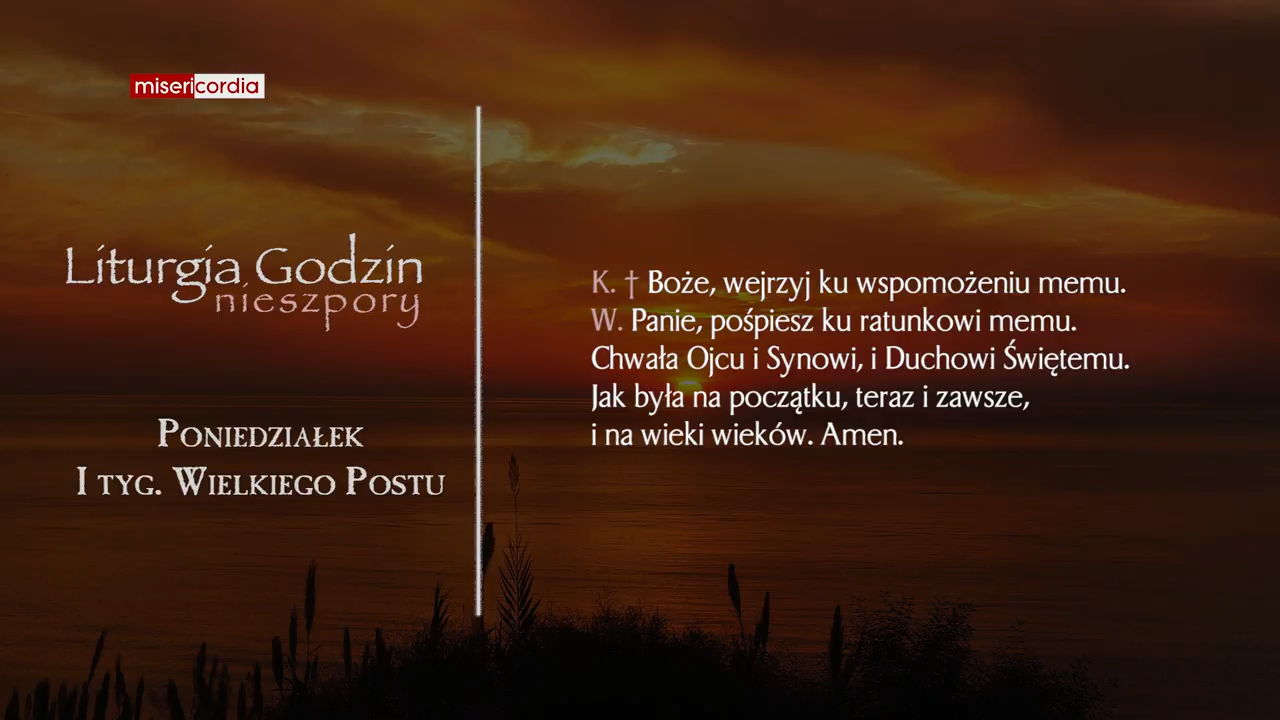 misericordia
Liturgia Godzin
nieszpory
Poniedziałek
I tyg. Wielkiego Postu
K. † Boże, wejrzyj ku wspomożeniu memu.
W. Panie, pośpiesz ku ratunkowi memu.
Chwała Ojcu i Synowi, i Duchowi Świętemu.
Jak była na początku, teraz i zawsze,
i na wieki wieków. Amen.